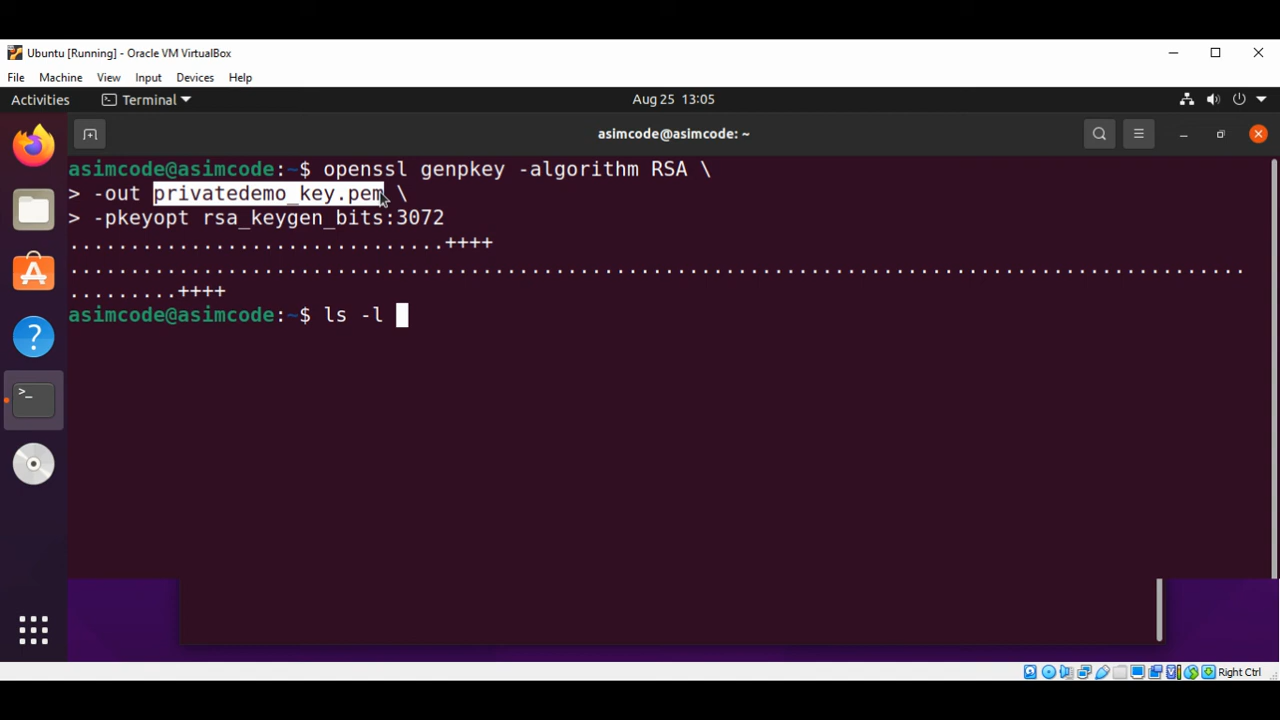 Ubuntu [Running] - Oracle VM VirtualBox
File Machine View Input Devices Help
Activities Terminal Aug 25 13:05
asimcode@asimcode: ~
asimcode@asimcode:~$ openssl genpkey -algorithm RSA \
> -out privatedemo_key.pem \
> -pkeyopt rsa_keygen_bits:3072
...............................++++
.................................................................................................
.........++++
asimcode@asimcode:~$ ls -l
Right Ctrl